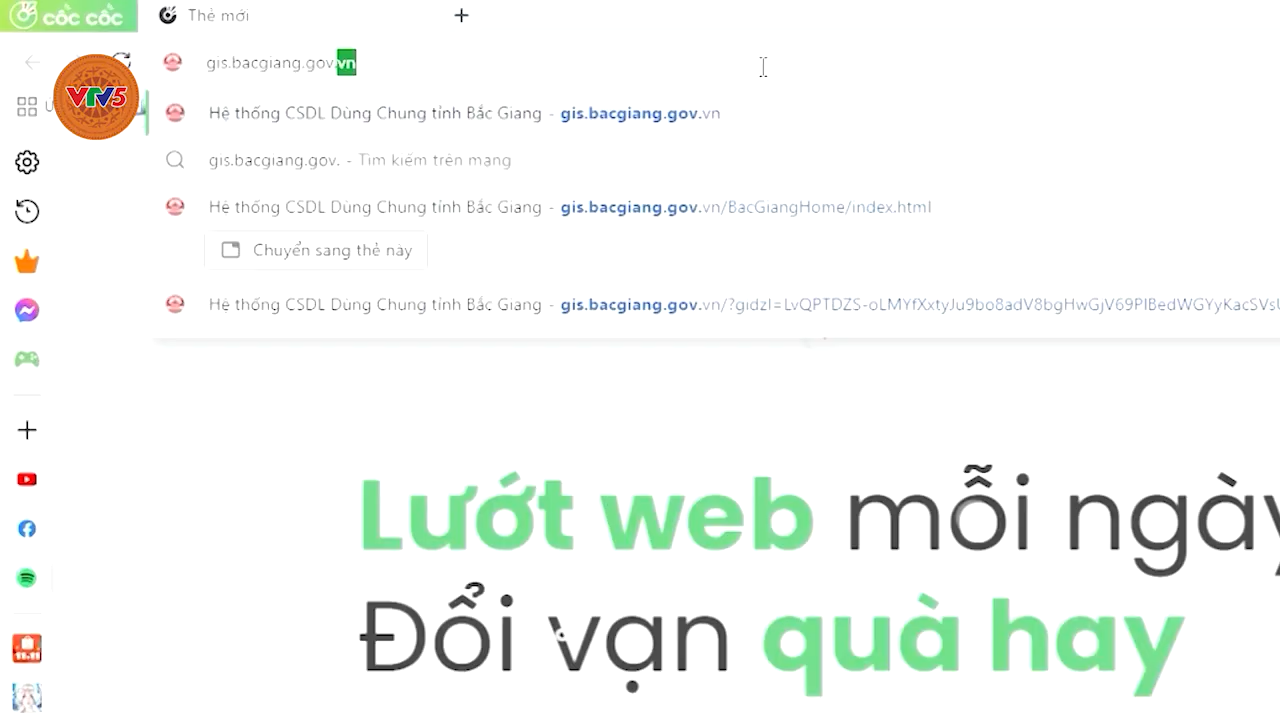 cốc cốc
Thẻ mới
gis.bacgiang.gov.vn
VTV5
Hệ thống CSDL Dùng Chung tỉnh Bắc Giang - gis.bacgiang.gov.vn
gis.bacgiang.gov. - Tìm kiếm trên mạng
Hệ thống CSDL Dùng Chung tỉnh Bắc Giang - gis.bacgiang.gov.vn/BacGiangHome/index.html
Chuyển sang thẻ này
Hệ thống CSDL Dùng Chung tỉnh Bắc Giang - gis.bacgiang.gov.vn/?gidzl=LvQPTDZS-oLMYfXxtyJu9bo8adV8bgHwGjV69PIBedWGYyKacSVsU
Lướt web mỗi ngày
Đổi vạn quà hay
11.11